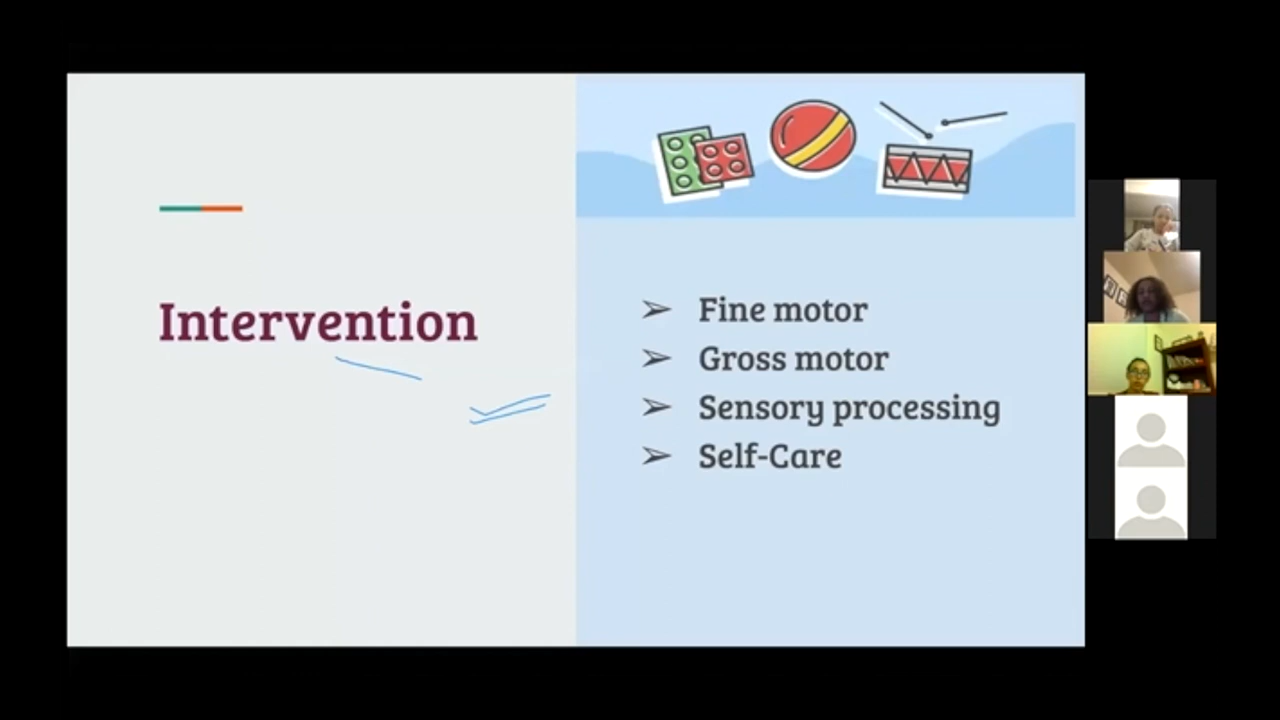 Intervention
Fine motor
Gross motor
Sensory processing
Self-Care